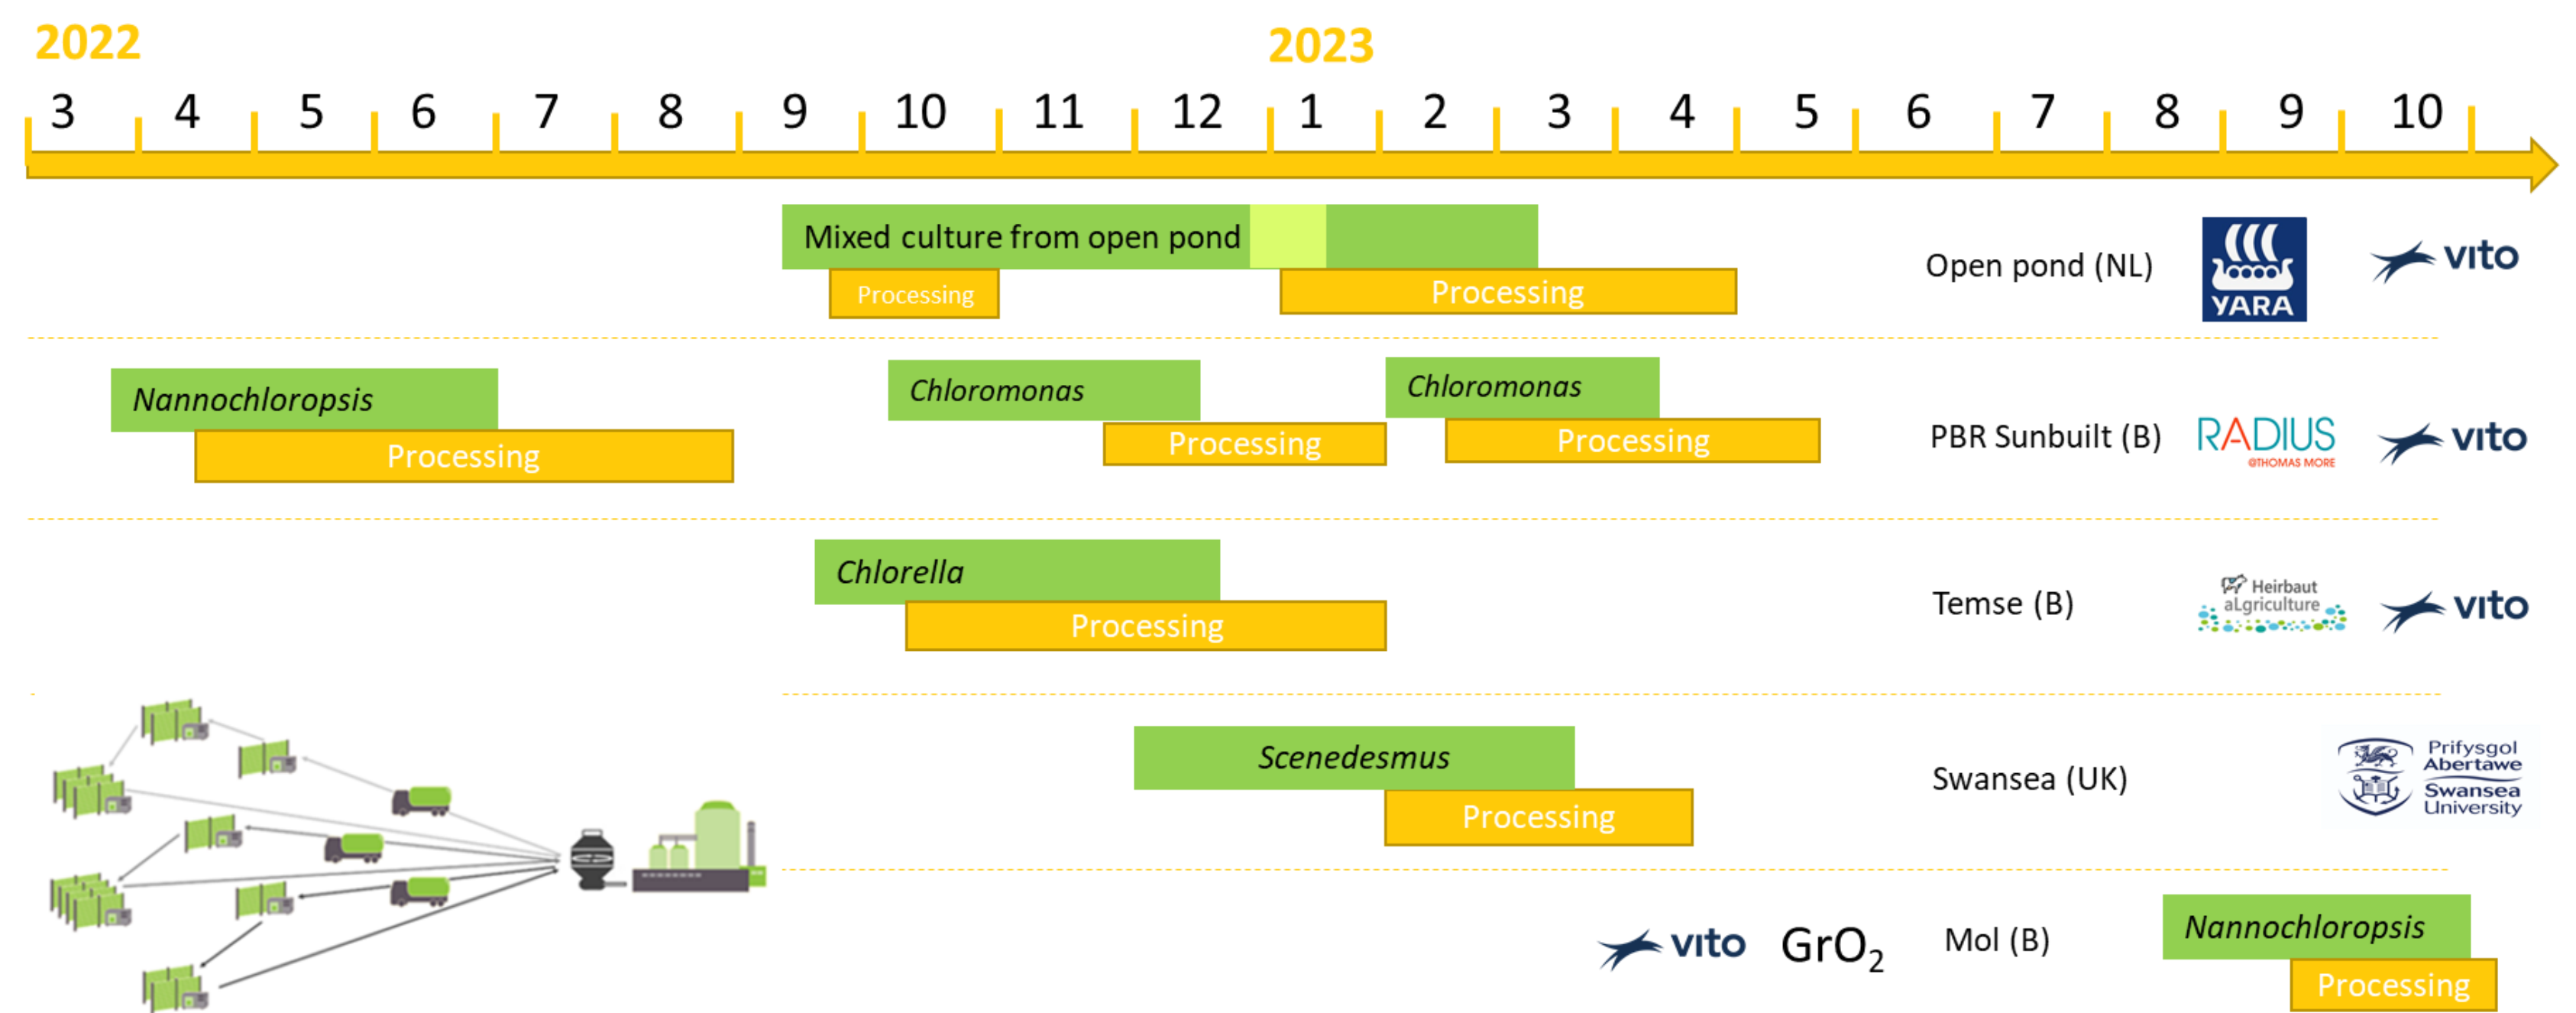 2022
2023
3 4 5 6 7 8 9 10 11 12 1 2 3 4 5 6 7 8 9 10
Mixed culture from open pond
Processing
Processing
Open pond (NL)
YARA
vito
Nannochloropsis
Processing
Chloromonas
Processing
Chloromonas
Processing
PBR Sunbuilt (B)
RADIUS
@THOMAS MORE
vito
Chlorella
Processing
Temse (B)
Heirbaut
aLgriculture
vito
Scenedesmus
Processing
Swansea (UK)
Prifysgol
Abertawe
Swansea
University
vito
GrO₂
Mol (B)
Nannochloropsis
Processing